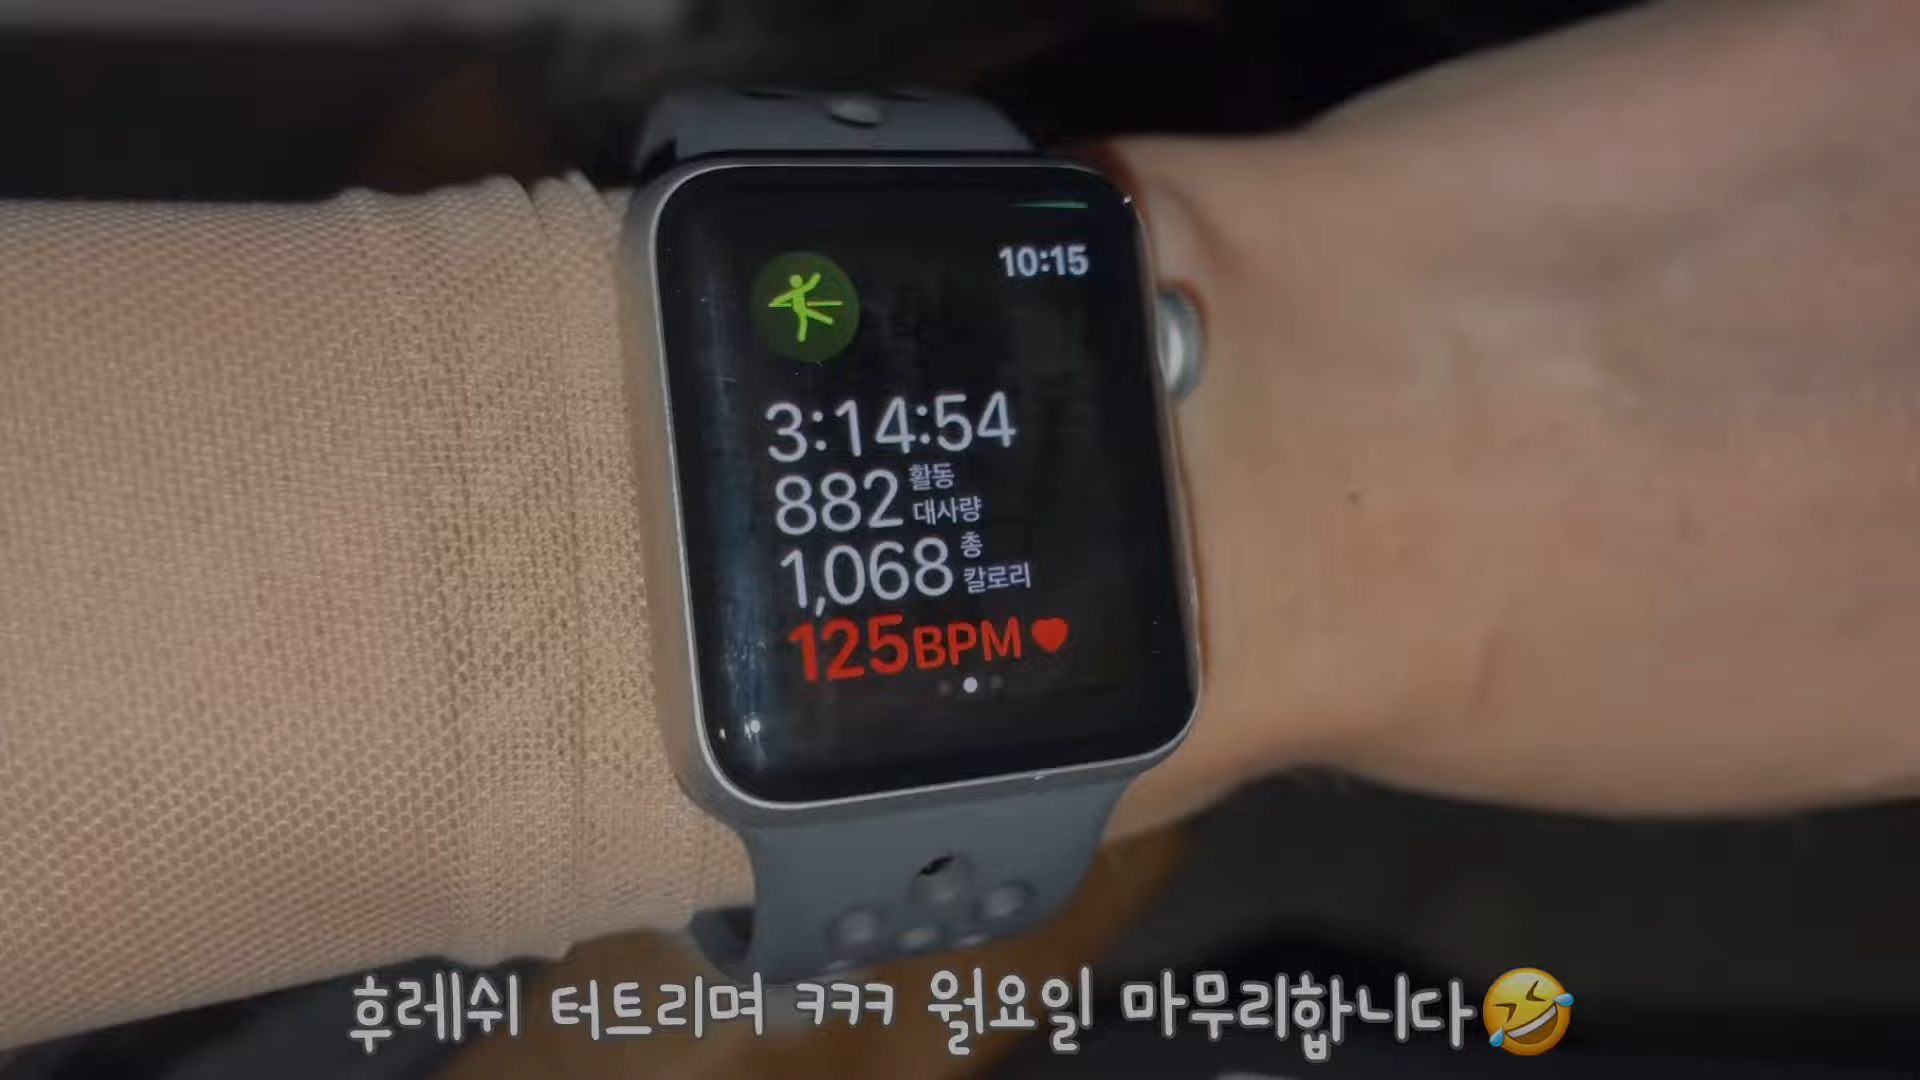 10:15
3:14:54
882 활동 대사량
1,068 총 칼로리
125BPM
후레쉬 터트리며 ㅋㅋㅋ 월요일 마무리합니다🤣